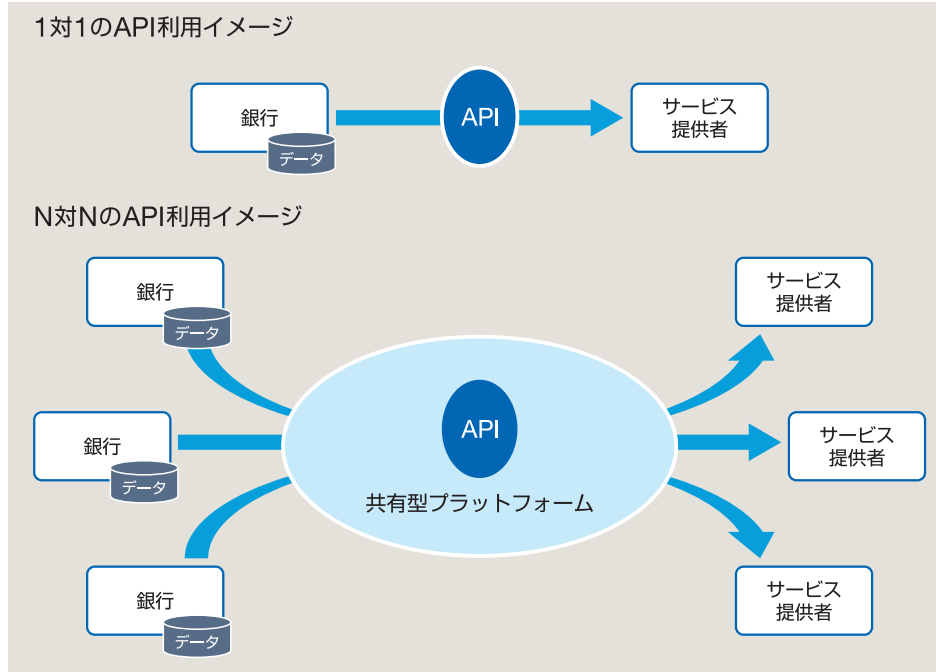 1対1のAPI利用イメージ
銀行
データ
API
サービス
提供者
N対NのAPI利用イメージ
銀行
データ
サービス
提供者
銀行
データ
API
共有型プラットフォーム
サービス
提供者
銀行
データ
サービス
提供者